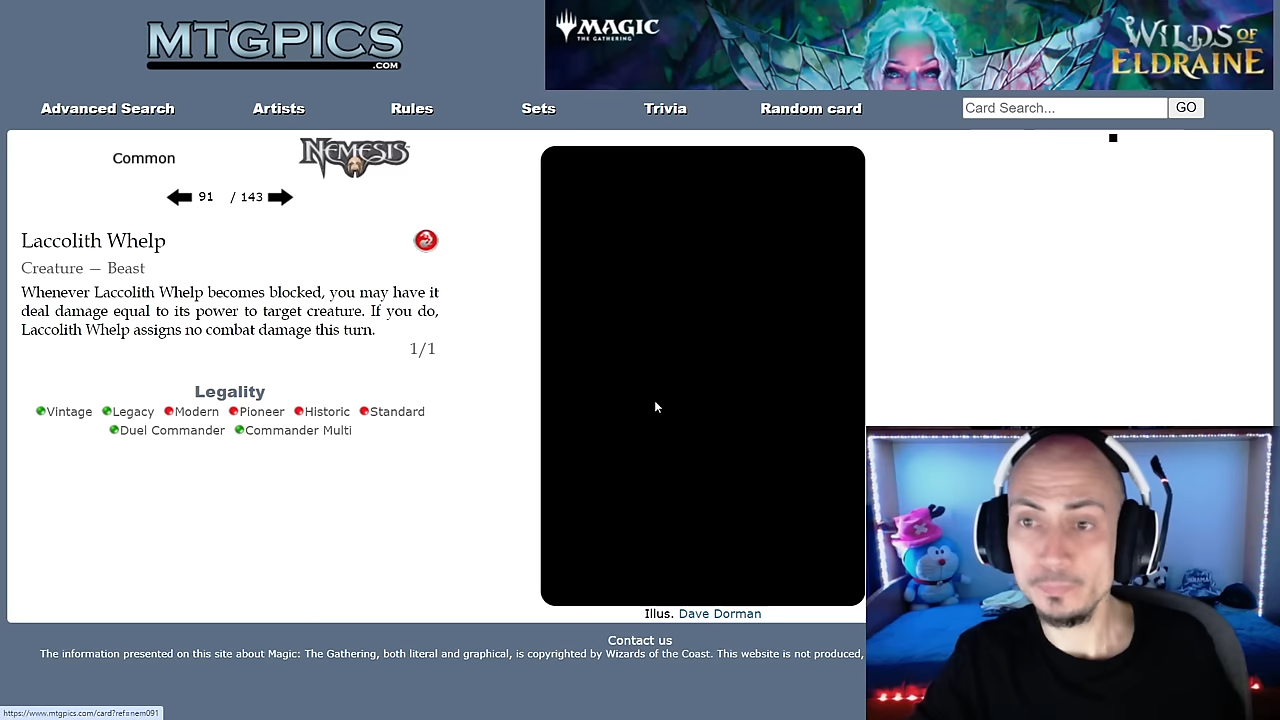 MTGPICS
.COM
MAGIC
THE GATHERING
WILDS OF
ELDRAINE
Advanced Search
Artists
Rules
Sets
Trivia
Random card
Card Search...
GO
Common
NEMESIS
91 / 143
Laccolith Whelp
Creature — Beast
Whenever Laccolith Whelp becomes blocked, you may have it
deal damage equal to its power to target creature. If you do,
Laccolith Whelp assigns no combat damage this turn.
1/1
Legality
Vintage Legacy Modern Pioneer Historic Standard
Duel Commander Commander Multi
Illus. Dave Dorman
Contact us
The information presented on this site about Magic: The Gathering, both literal and graphical, is copyrighted by Wizards of the Coast. This website is not produced,
https://www.mtgpics.com/card?ref=nem091